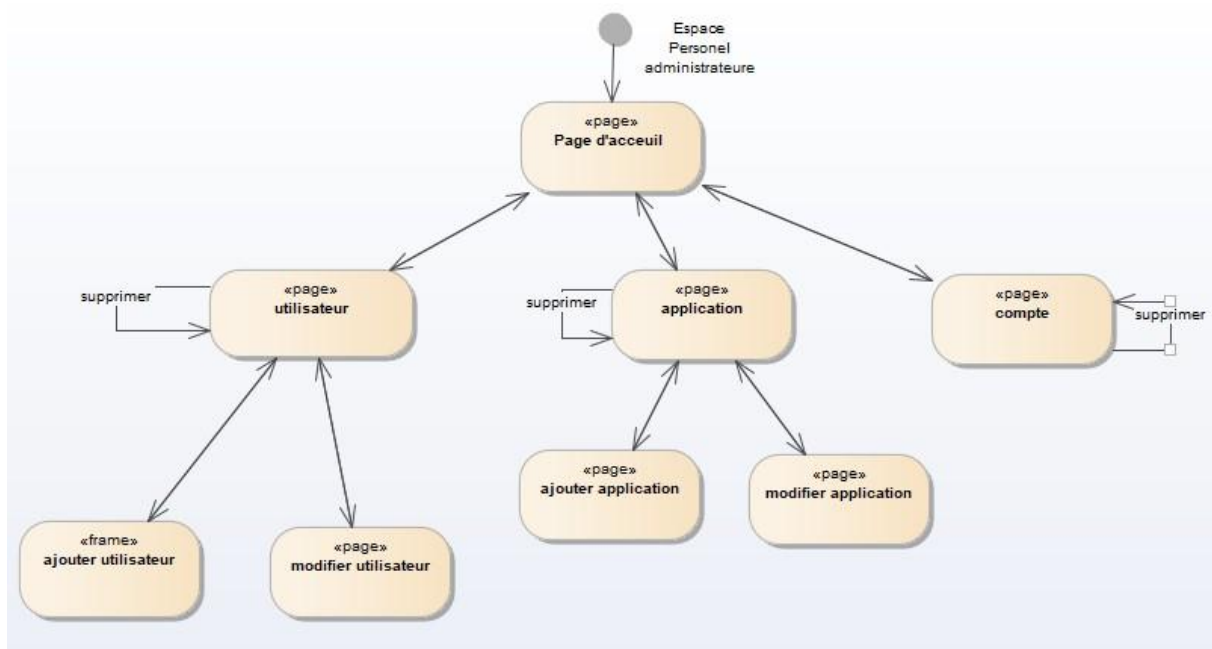 Espace
Personel
administrateure
«page»
Page d'acceuil
«page»
utilisateur
supprimer
«page»
application
supprimer
«page»
compte
supprimer
«page»
ajouter application
«page»
modifier application
«frame»
ajouter utilisateur
«page»
modifier utilisateur